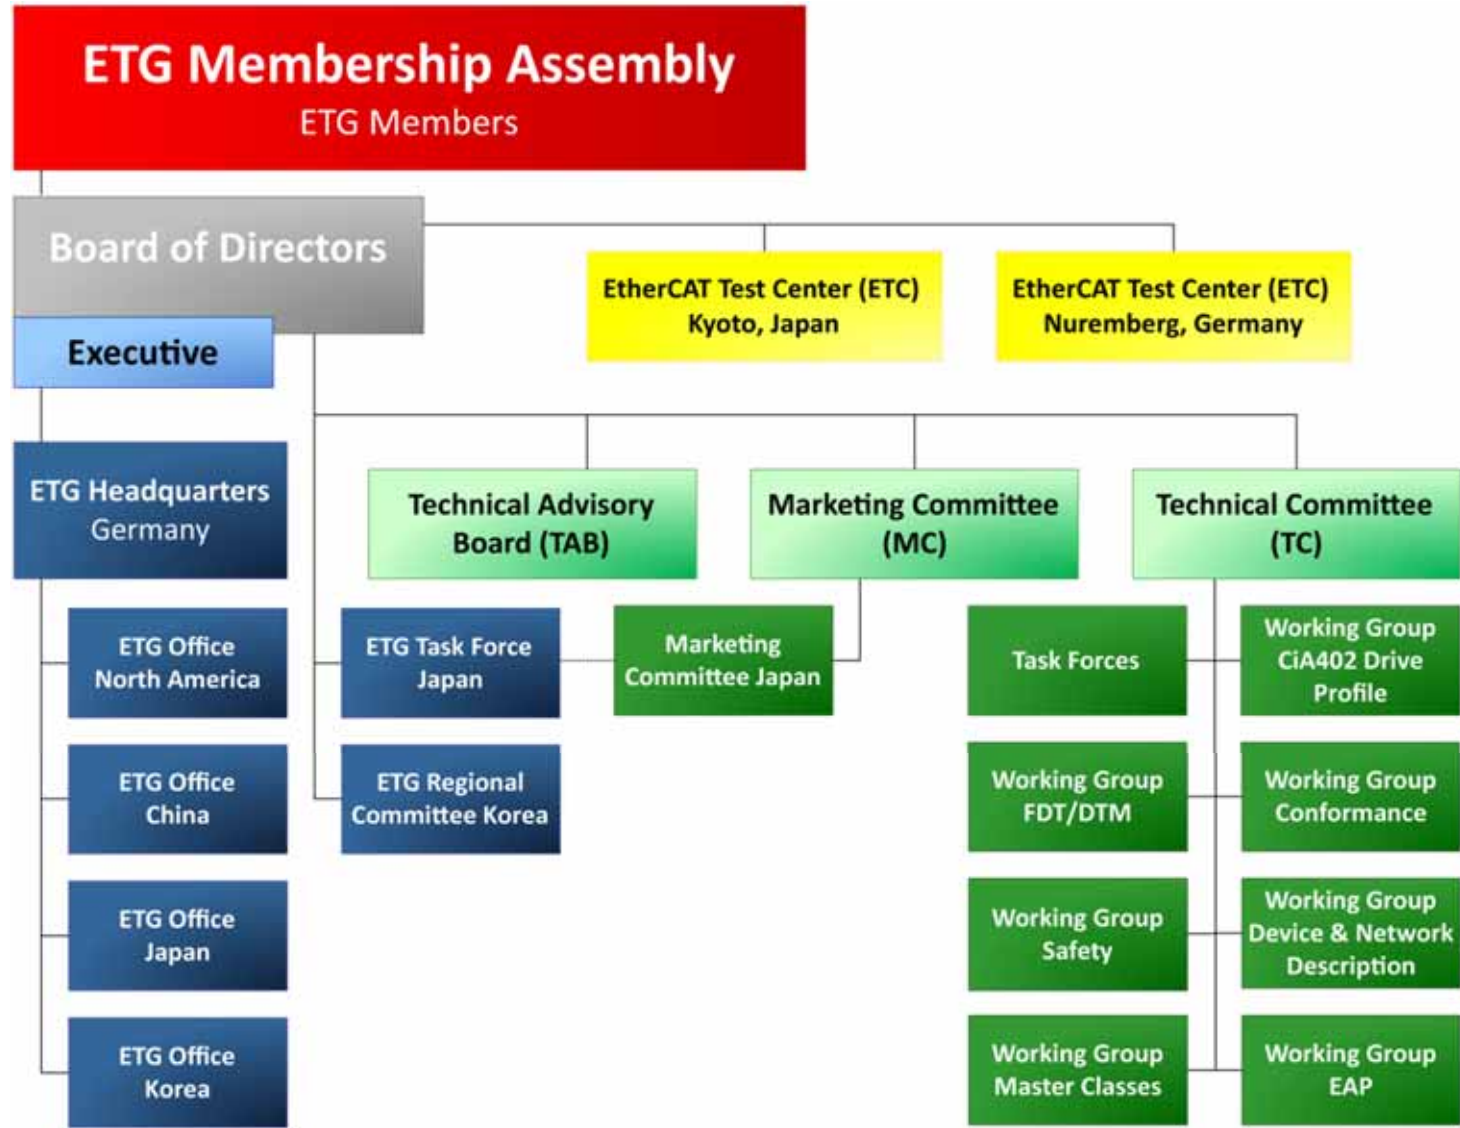 ETG Membership Assembly
ETG Members
Board of Directors
Executive
EtherCAT Test Center (ETC)
Kyoto, Japan
EtherCAT Test Center (ETC)
Nuremberg, Germany
ETG Headquarters
Germany
Technical Advisory
Board (TAB)
Marketing Committee
(MC)
Technical Committee
(TC)
ETG Office
North America
ETG Task Force
Japan
Marketing
Committee Japan
Task Forces
Working Group
CiA402 Drive
Profile
ETG Office
China
ETG Regional
Committee Korea
Working Group
FDT/DTM
Working Group
Conformance
ETG Office
Japan
Working Group
Safety
Working Group
Device & Network
Description
ETG Office
Korea
Working Group
Master Classes
Working Group
EAP